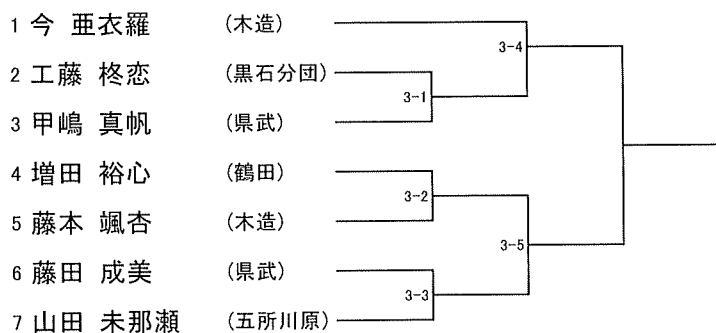 1 今 亜衣羅 (木造)
3-4
2 工藤 柊恋 (黒石分団)
3-1
3 甲嶋 真帆 (県武)
4 増田 裕心 (鶴田)
3-2
5 藤本 颯杏 (木造)
3-5
6 藤田 成美 (県武)
3-3
7 山田 未那瀬 (五所川原)